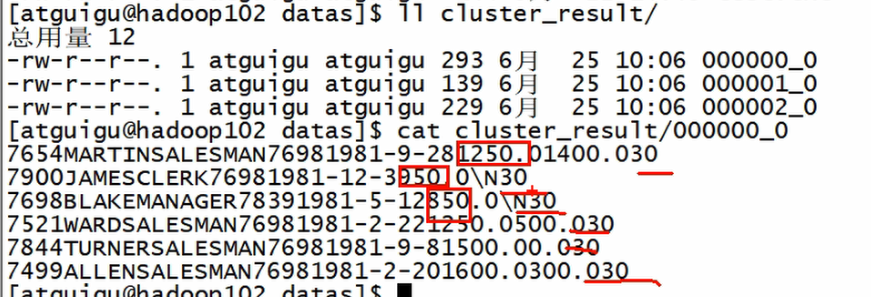 [atguigu@hadoop102 datas]$ ll cluster_result/
总用量 12
-rw-r--r--. 1 atguigu atguigu 293 6月  25 10:06 000000_0
-rw-r--r--. 1 atguigu atguigu 139 6月  25 10:06 000001_0
-rw-r--r--. 1 atguigu atguigu 229 6月  25 10:06 000002_0
[atguigu@hadoop102 datas]$ cat cluster_result/000000_0
7654MARTINSALESMAN76981981-9-281250.01400.030
7900JAMESCLERK76981981-12-3950.0\N30
7698BLAKEMANAGER78391981-5-12850.0\N30
7521WARDSALESMAN76981981-2-221250.0500.030
7844TURNERSALESMAN76981981-9-81500.00.030
7499ALLENSALESMAN76981981-2-201600.0300.030
[atguigu@hadoop102 datas]$